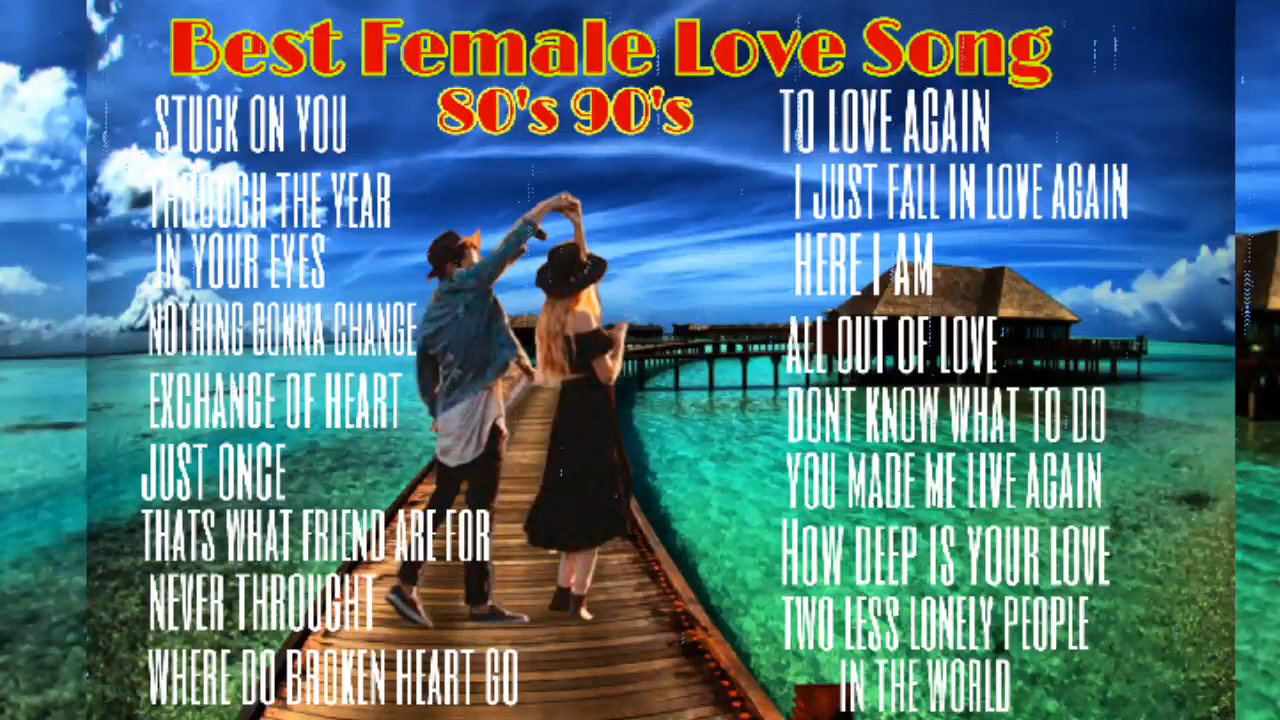 Best Female Love Song
80's 90's
STUCK ON YOU
THROUGH THE YEAR
IN YOUR EYES
NOTHING GONNA CHANGE
EXCHANGE OF HEART
JUST ONCE
THATS WHAT FRIEND ARE FOR
NEVER THROUGHT
WHERE DO BROKEN HEART GO
TO LOVE AGAIN
I JUST FALL IN LOVE AGAIN
HERE I AM
ALL OUT OF LOVE
DONT KNOW WHAT TO DO
YOU MADE ME LIVE AGAIN
HOW DEEP IS YOUR LOVE
TWO LESS LONELY PEOPLE
IN THE WORLD